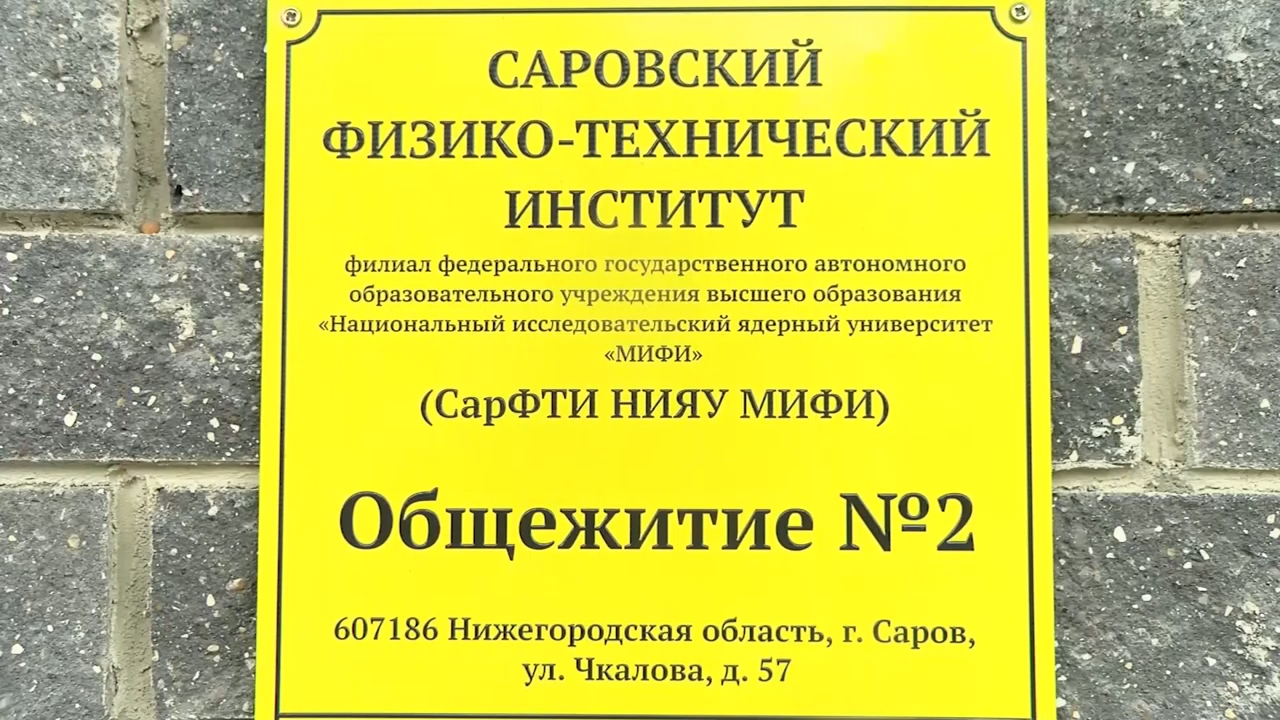 САРОВСКИЙ
ФИЗИКО-ТЕХНИЧЕСКИЙ
ИНСТИТУТ
филиал федерального государственного автономного
образовательного учреждения высшего образования
«Национальный исследовательский ядерный университет
«МИФИ»
(СарФТИ НИЯУ МИФИ)
Общежитие №2
607186 Нижегородская область, г. Саров,
ул. Чкалова, д. 57